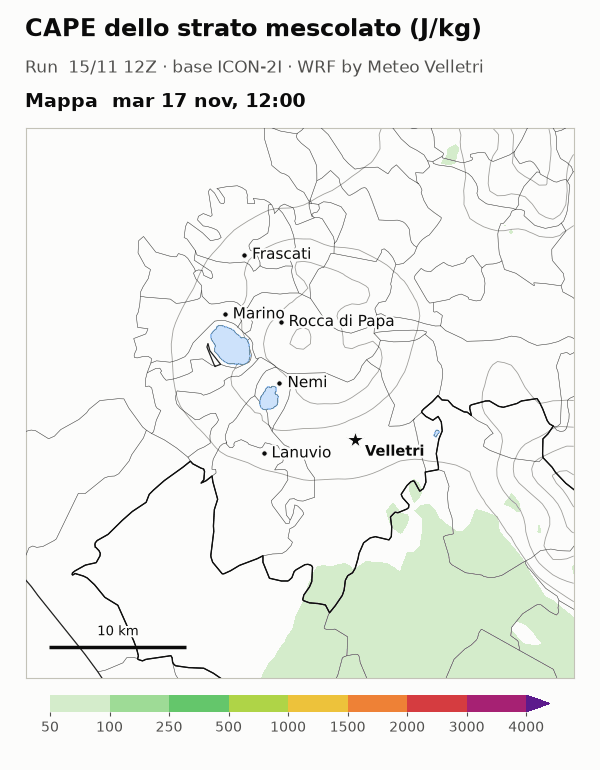 CAPE dello strato mescolato (J/kg)
Run  15/11 12Z · base ICON-2I · WRF by Meteo Velletri
Mappa  mar 17 nov, 12:00
Frascati
Marino
Rocca di Papa
Nemi
Velletri
Lanuvio
10 km
50 100 250 500 1000 1500 2000 3000 4000